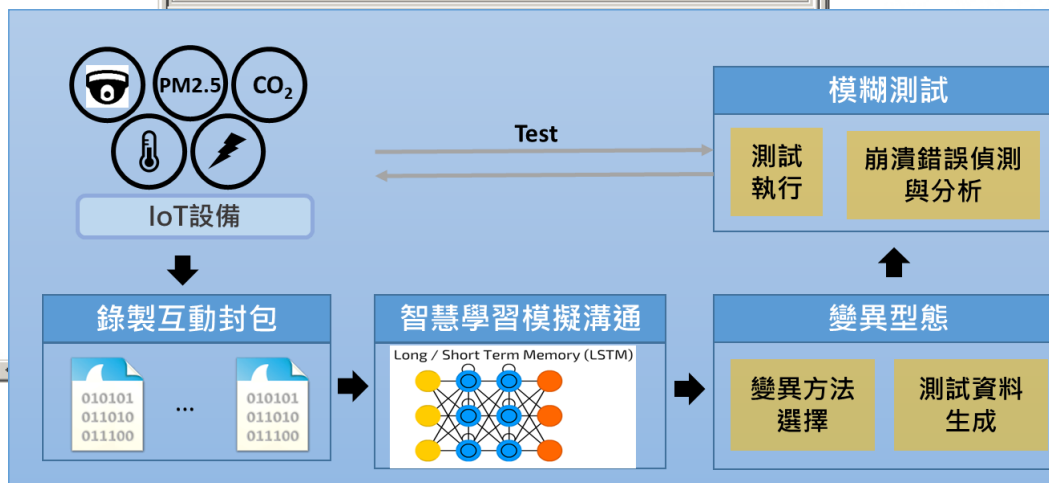 PM2.5
CO₂
IoT設備
Test
模糊測試
測試
執行
崩潰錯誤偵測
與分析
錄製互動封包
010101
011010
011100
...
010101
011010
011100
智慧學習模擬溝通
Long / Short Term Memory (LSTM)
變異型態
變異方法
選擇
測試資料
生成